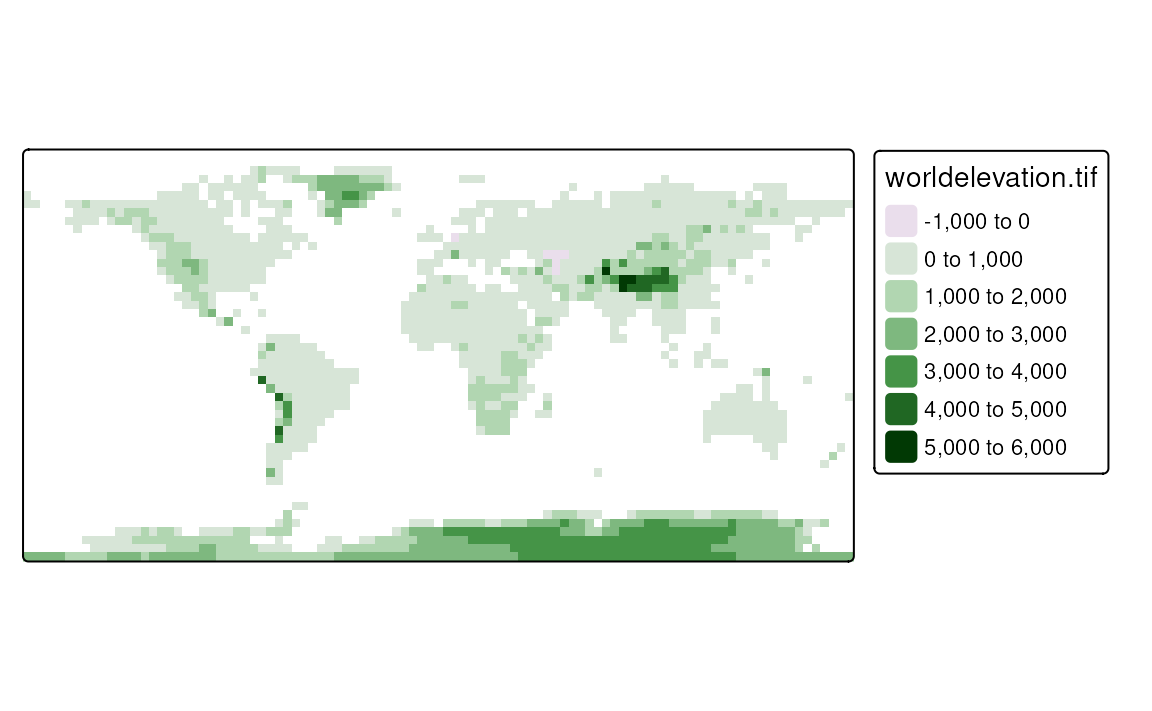 worldelevation.tif
-1,000 to 0
0 to 1,000
1,000 to 2,000
2,000 to 3,000
3,000 to 4,000
4,000 to 5,000
5,000 to 6,000